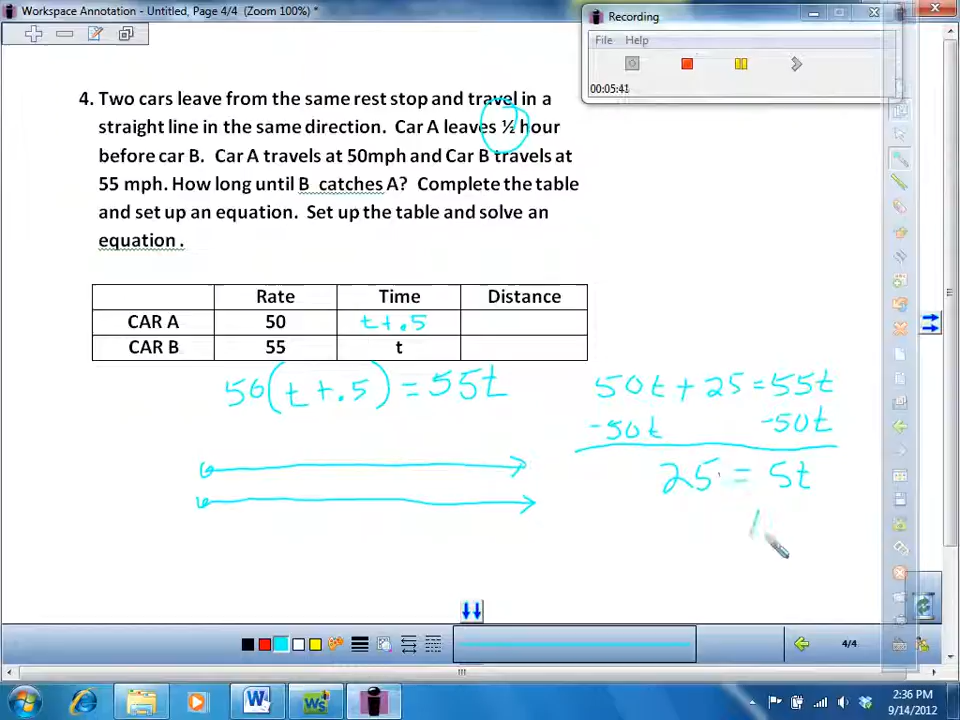 Workspace Annotation - Untitled, Page 4/4 (Zoom 100%) *
Recording
File Help
00:05:41
4. Two cars leave from the same rest stop and travel in a
straight line in the same direction. Car A leaves ½ hour
before car B. Car A travels at 50mph and Car B travels at
55 mph. How long until B catches A? Complete the table
and set up an equation. Set up the table and solve an
equation .
Rate Time Distance
CAR A 50 t+.5
CAR B 55 t
50(t+.5)=55t
50t+25=55t
-50t -50t
25=5t
4/4
2:36 PM
9/14/2012